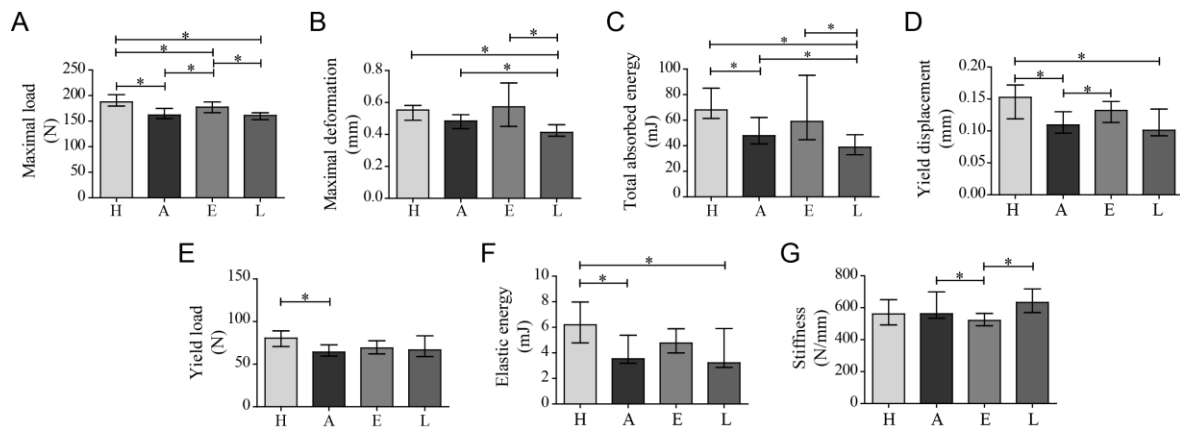 A
Maximal load
(N)
250
200
150
100
50
0
* * * * *
H A E L
B
Maximal deformation
(mm)
0.8
0.6
0.4
0.2
0.0
* * *
H A E L
C
Total absorbed energy
(mJ)
100
80
60
40
20
0
* * * *
H A E L
D
Yield displacement
(mm)
0.20
0.15
0.10
0.05
0.00
* * *
H A E L
E
Yield load
(N)
150
100
50
0
*
H A E L
F
Elastic energy
(mJ)
10
8
6
4
2
0
* *
H A E L
G
Stiffness
(N/mm)
800
600
400
200
0
* *
H A E L